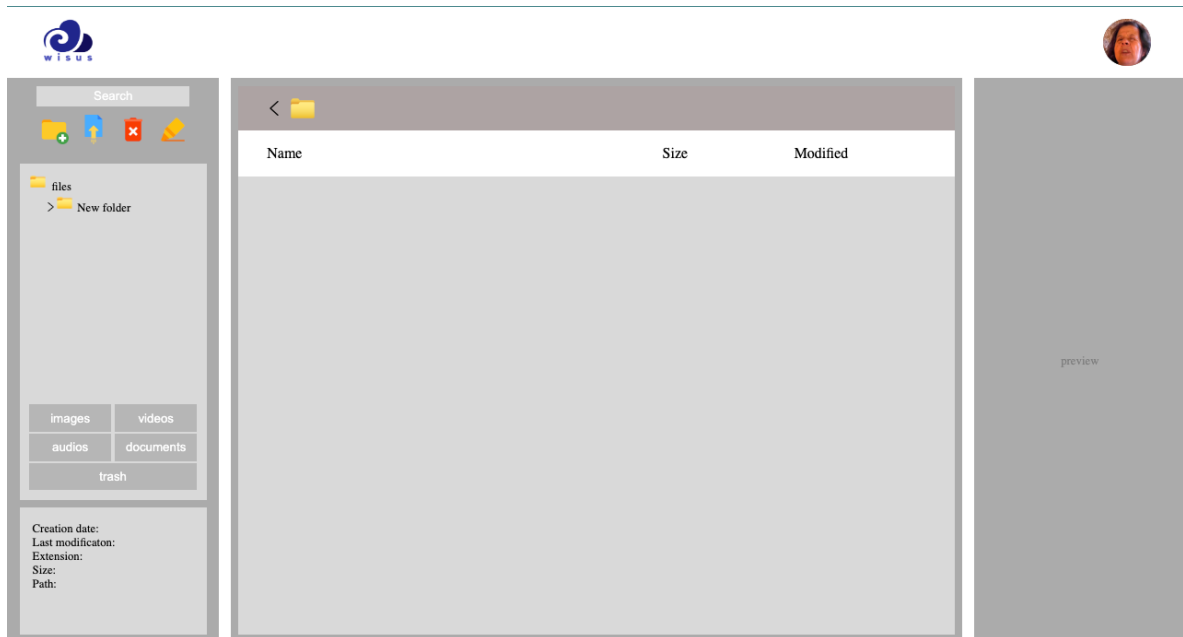 wisus
Search
files
New folder
images videos
audios documents
trash
Creation date:
Last modificaton:
Extension:
Size:
Path:
Name Size Modified
preview